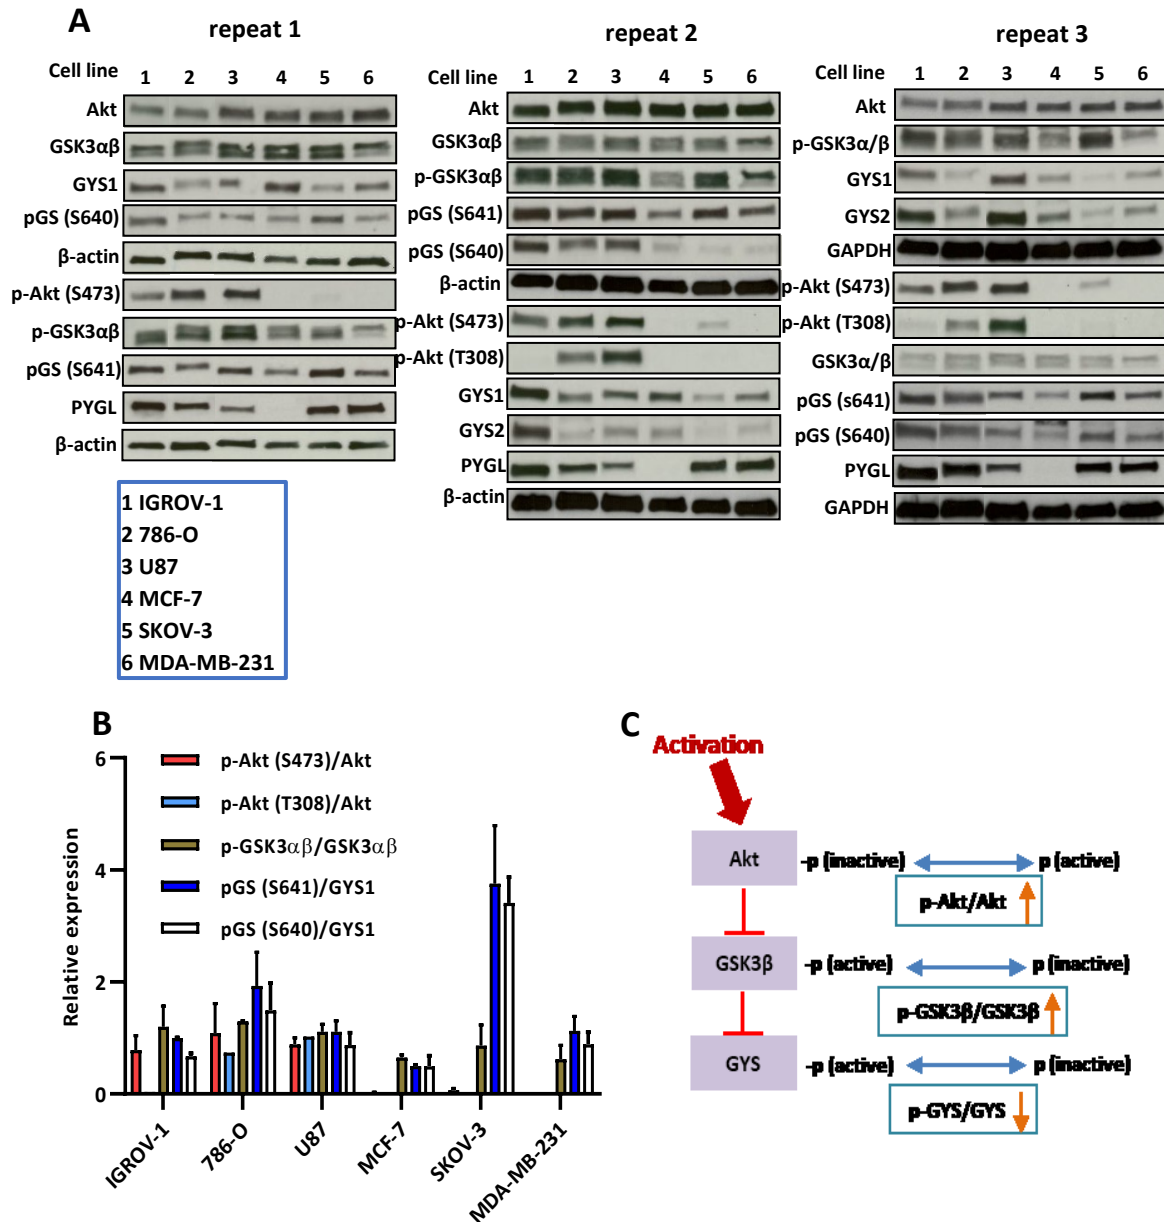 A
repeat 1
Cell line 1 2 3 4 5 6
Akt
GSK3αβ
GYS1
pGS (S640)
β-actin
p-Akt (S473)
p-GSK3αβ
pGS (S641)
PYGL
β-actin
repeat 2
Cell line 1 2 3 4 5 6
Akt
GSK3αβ
p-GSK3αβ
pGS (S641)
pGS (S640)
β-actin
p-Akt (S473)
p-Akt (T308)
GYS1
GYS2
PYGL
β-actin
repeat 3
Cell line 1 2 3 4 5 6
Akt
p-GSK3α/β
GYS1
GYS2
GAPDH
p-Akt (S473)
p-Akt (T308)
GSK3α/β
pGS (s641)
pGS (S640)
PYGL
GAPDH
1 IGROV-1
2 786-O
3 U87
4 MCF-7
5 SKOV-3
6 MDA-MB-231
B
Relative expression
6
4
2
0
p-Akt (S473)/Akt
p-Akt (T308)/Akt
p-GSK3αβ/GSK3αβ
pGS (S641)/GYS1
pGS (S640)/GYS1
IGROV-1
786-O
U87
MCF-7
SKOV-3
MDA-MB-231
C
Activation
Akt -p (inactive) p (active)
p-Akt/Akt
GSK3β -p (active) p (inactive)
p-GSK3β/GSK3β
GYS -p (active) p (inactive)
p-GYS/GYS